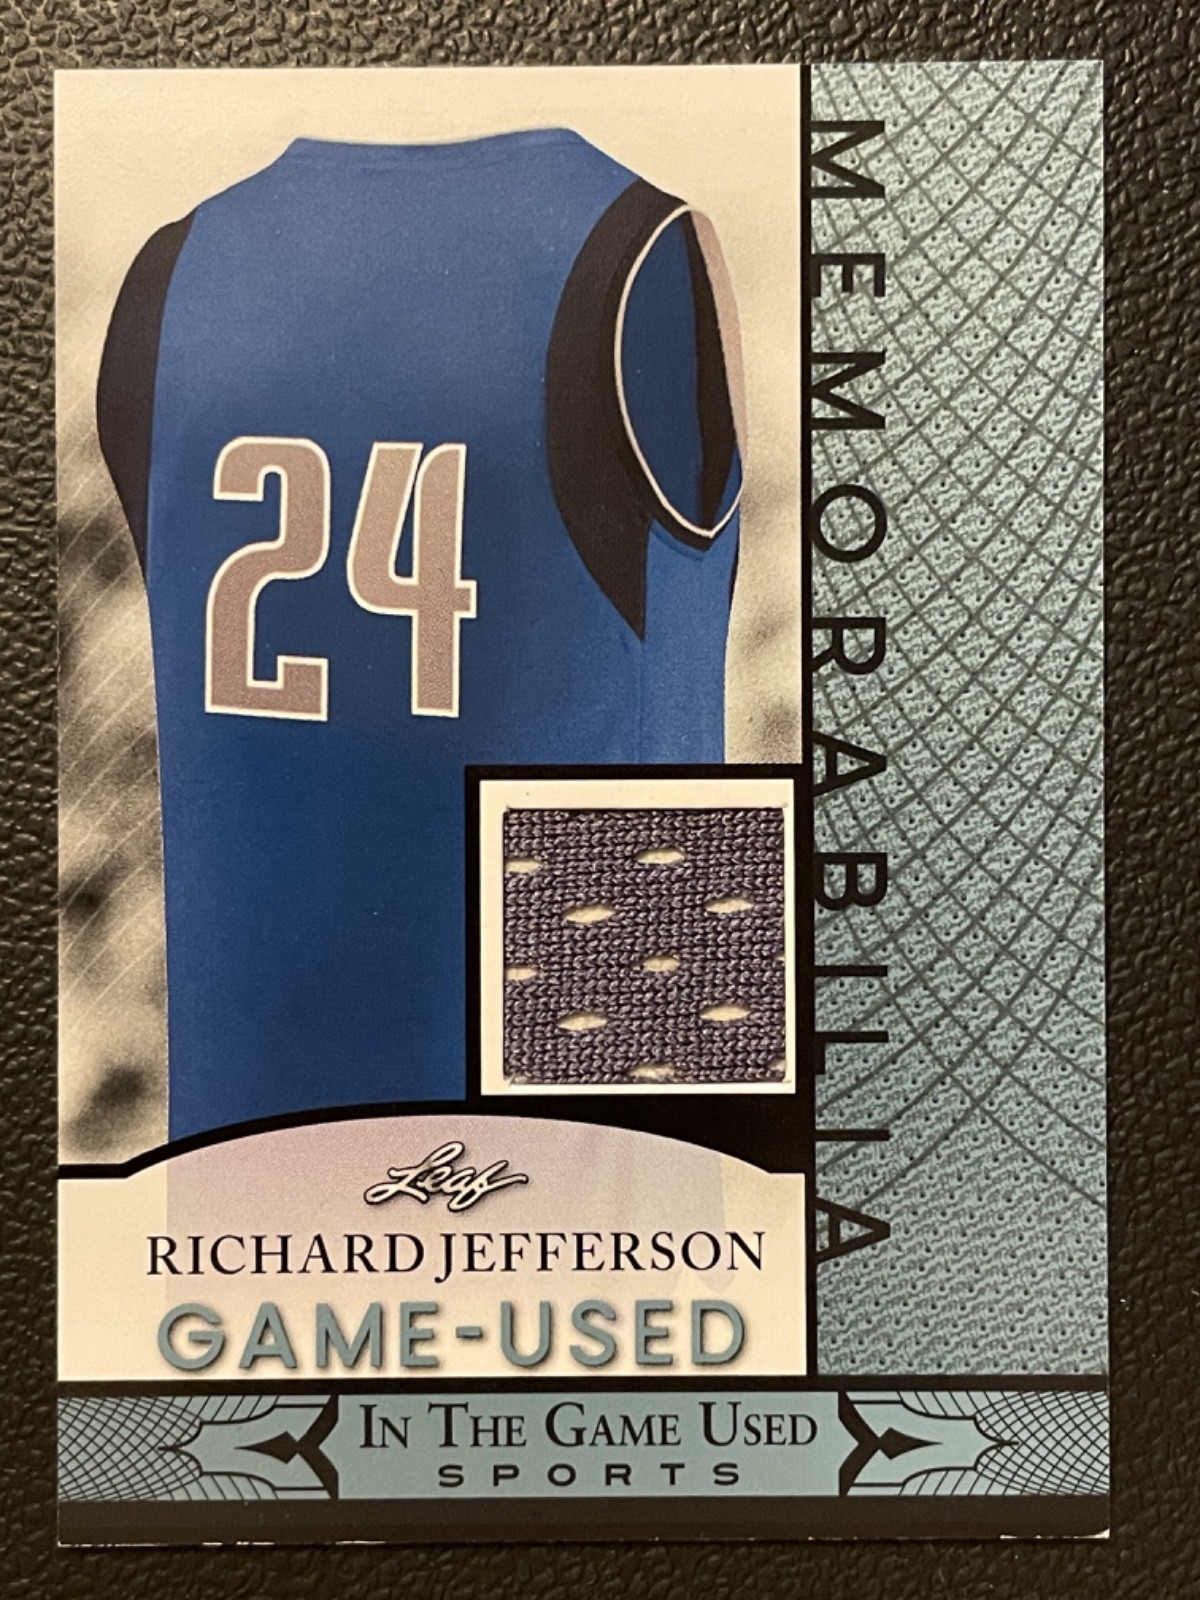 MEMORABILIA
24
Leaf
RICHARD JEFFERSON
GAME-USED
IN THE GAME USED
SPORTS